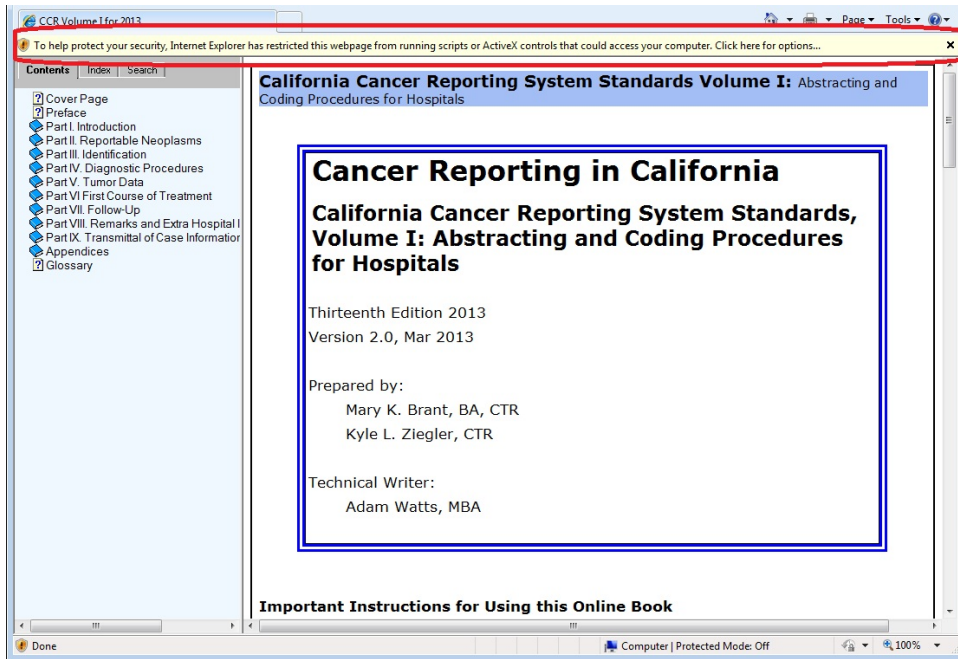 CCR Volume I for 2013
Page
Tools
To help protect your security, Internet Explorer has restricted this webpage from running scripts or ActiveX controls that could access your computer. Click here for options...
Contents
Index
Search
Cover Page
Preface
Part I. Introduction
Part II. Reportable Neoplasms
Part III. Identification
Part IV. Diagnostic Procedures
Part V. Tumor Data
Part VI First Course of Treatment
Part VII. Follow-Up
Part VIII. Remarks and Extra Hospital I
Part IX. Transmittal of Case Information
Appendices
Glossary
California Cancer Reporting System Standards Volume I: Abstracting and
Coding Procedures for Hospitals
Cancer Reporting in California
California Cancer Reporting System Standards,
Volume I: Abstracting and Coding Procedures
for Hospitals
Thirteenth Edition 2013
Version 2.0, Mar 2013
Prepared by:
Mary K. Brant, BA, CTR
Kyle L. Ziegler, CTR
Technical Writer:
Adam Watts, MBA
Important Instructions for Using this Online Book
Done
Computer | Protected Mode: Off
100%